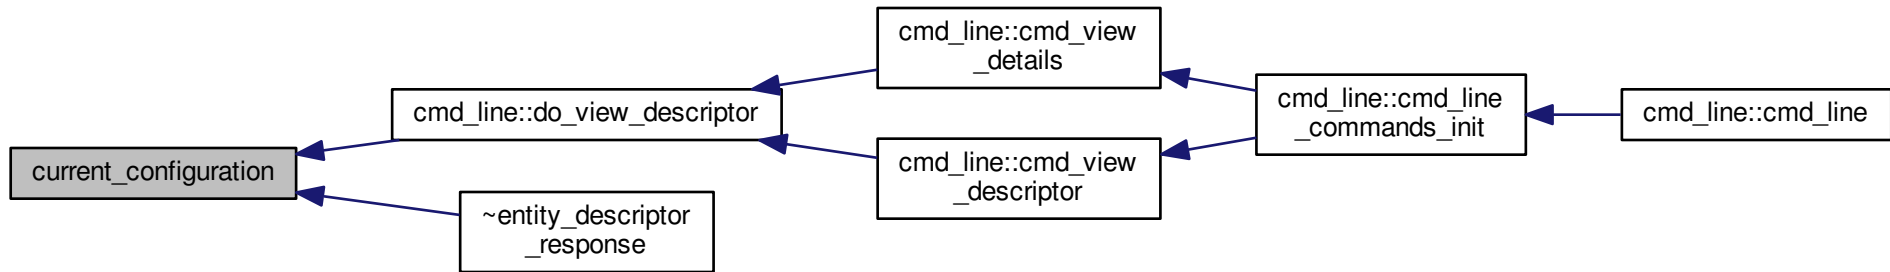 current_configuration
cmd_line::do_view_descriptor
~entity_descriptor
_response
cmd_line::cmd_view
_details
cmd_line::cmd_view
_descriptor
cmd_line::cmd_line
_commands_init
cmd_line::cmd_line